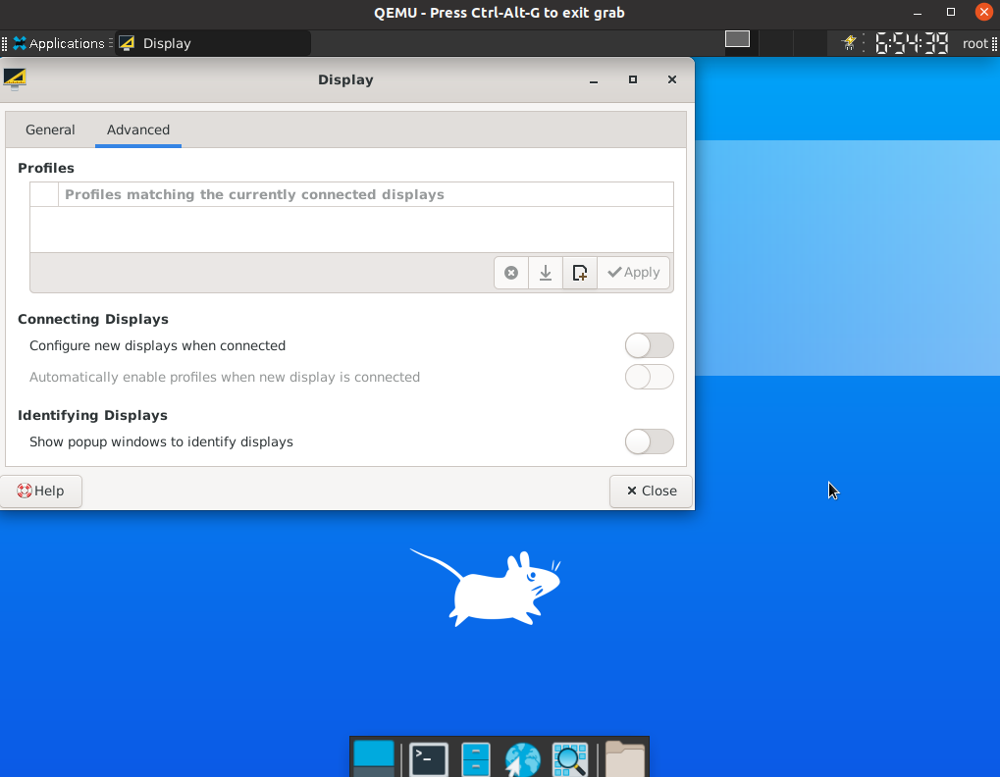 QEMU - Press Ctrl-Alt-G to exit grab
Applications
Display
6:54:39
root
Display
General
Advanced
Profiles
Profiles matching the currently connected displays
Apply
Connecting Displays
Configure new displays when connected
Automatically enable profiles when new display is connected
Identifying Displays
Show popup windows to identify displays
Help
Close